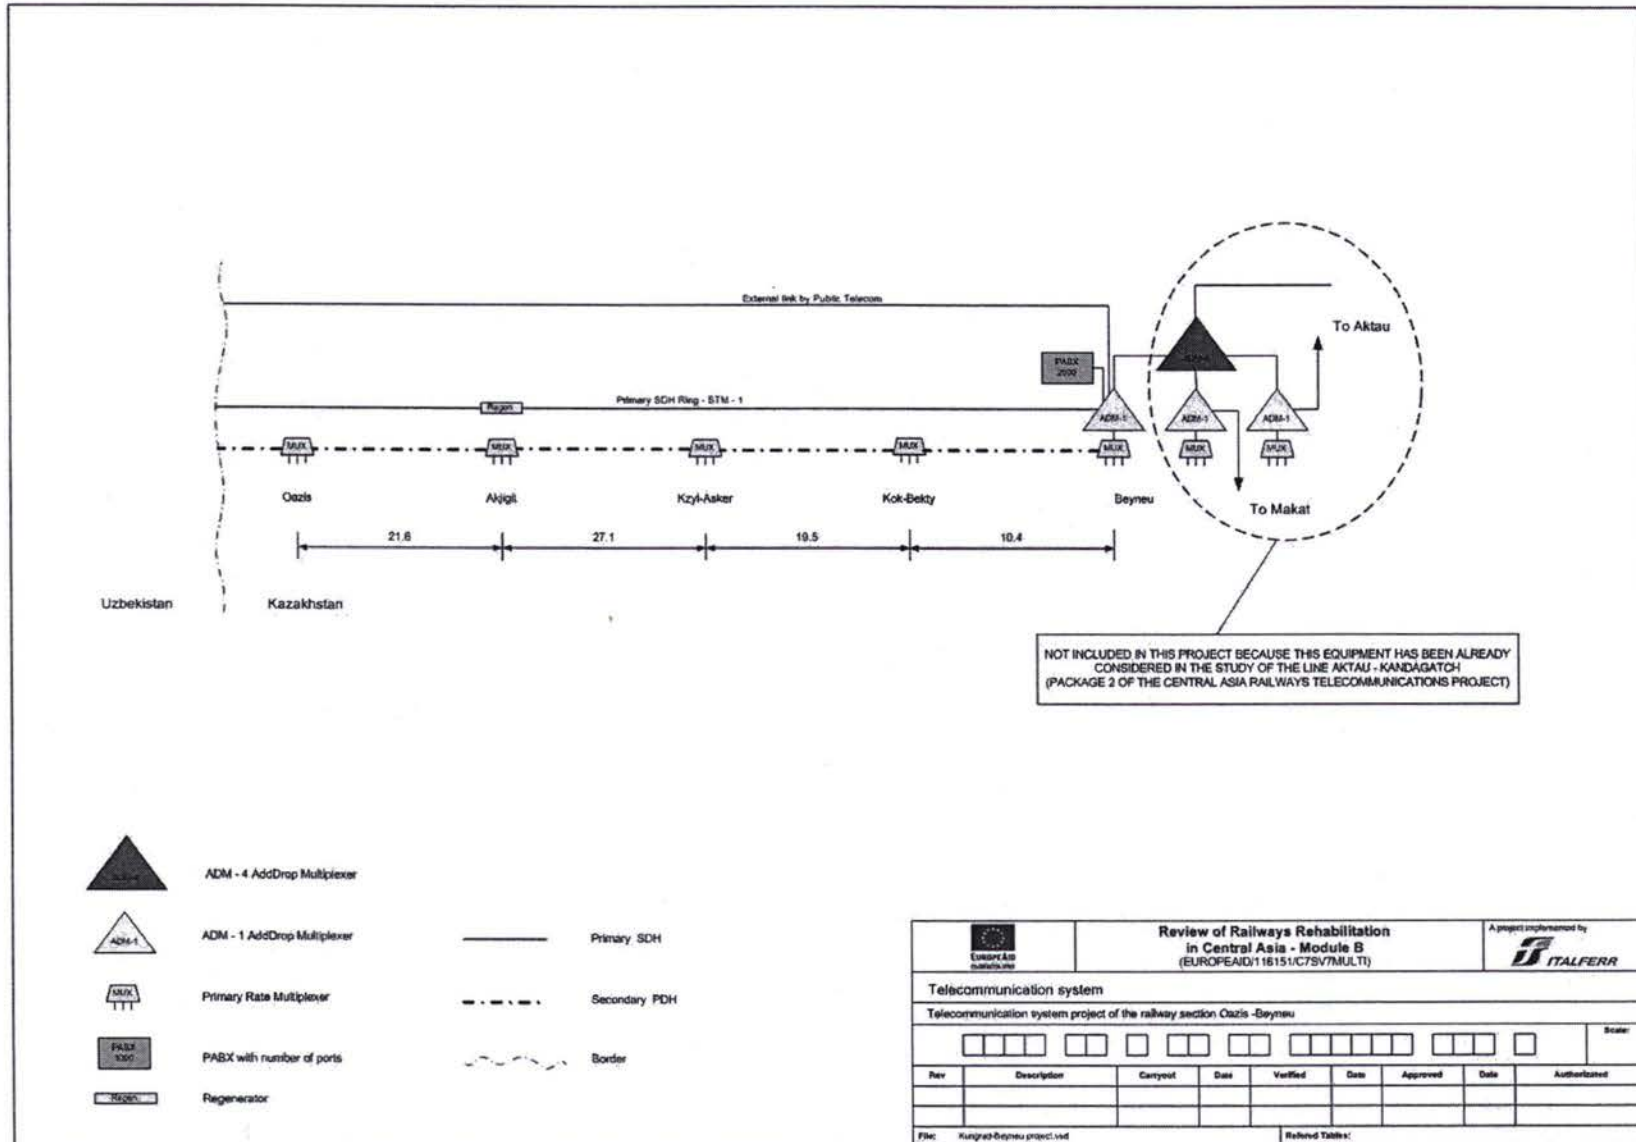 External link by Public Telecom
To Aktau
PABX
2000
Regen
Primary SDH Ring - STM - 1
ADM-1
ADM-1
ADM-1
MUX
MUX
MUX
MUX
MUX
MUX
MUX
Oazis
Akjigit
Kzyl-Asker
Kok-Bekty
Beyneu
To Makat
21.6
27.1
19.5
10.4
Uzbekistan
Kazakhstan
NOT INCLUDED IN THIS PROJECT BECAUSE THIS EQUIPMENT HAS BEEN ALREADY
CONSIDERED IN THE STUDY OF THE LINE AKTAU - KANDAGATCH
(PACKAGE 2 OF THE CENTRAL ASIA RAILWAYS TELECOMMUNICATIONS PROJECT)
ADM - 4 AddDrop Multiplexer
ADM-1
ADM - 1 AddDrop Multiplexer
Primary SDH
MUX
Primary Rate Multiplexer
Secondary PDH
PABX
1000
PABX with number of ports
Border
Regen
Regenerator
EUROPEAID
Review of Railways Rehabilitation
in Central Asia - Module B
(EUROPEAID/116151/C7SV7MULTI)
A project implemented by
ITALFERR
Telecommunication system
Telecommunication system project of the railway section Oazis -Beyneu
Scale:
Rev Description Carryout Date Verified Date Approved Date Authorizated
File: Kungrad-Beyneu project.vsd
Refered Tables: